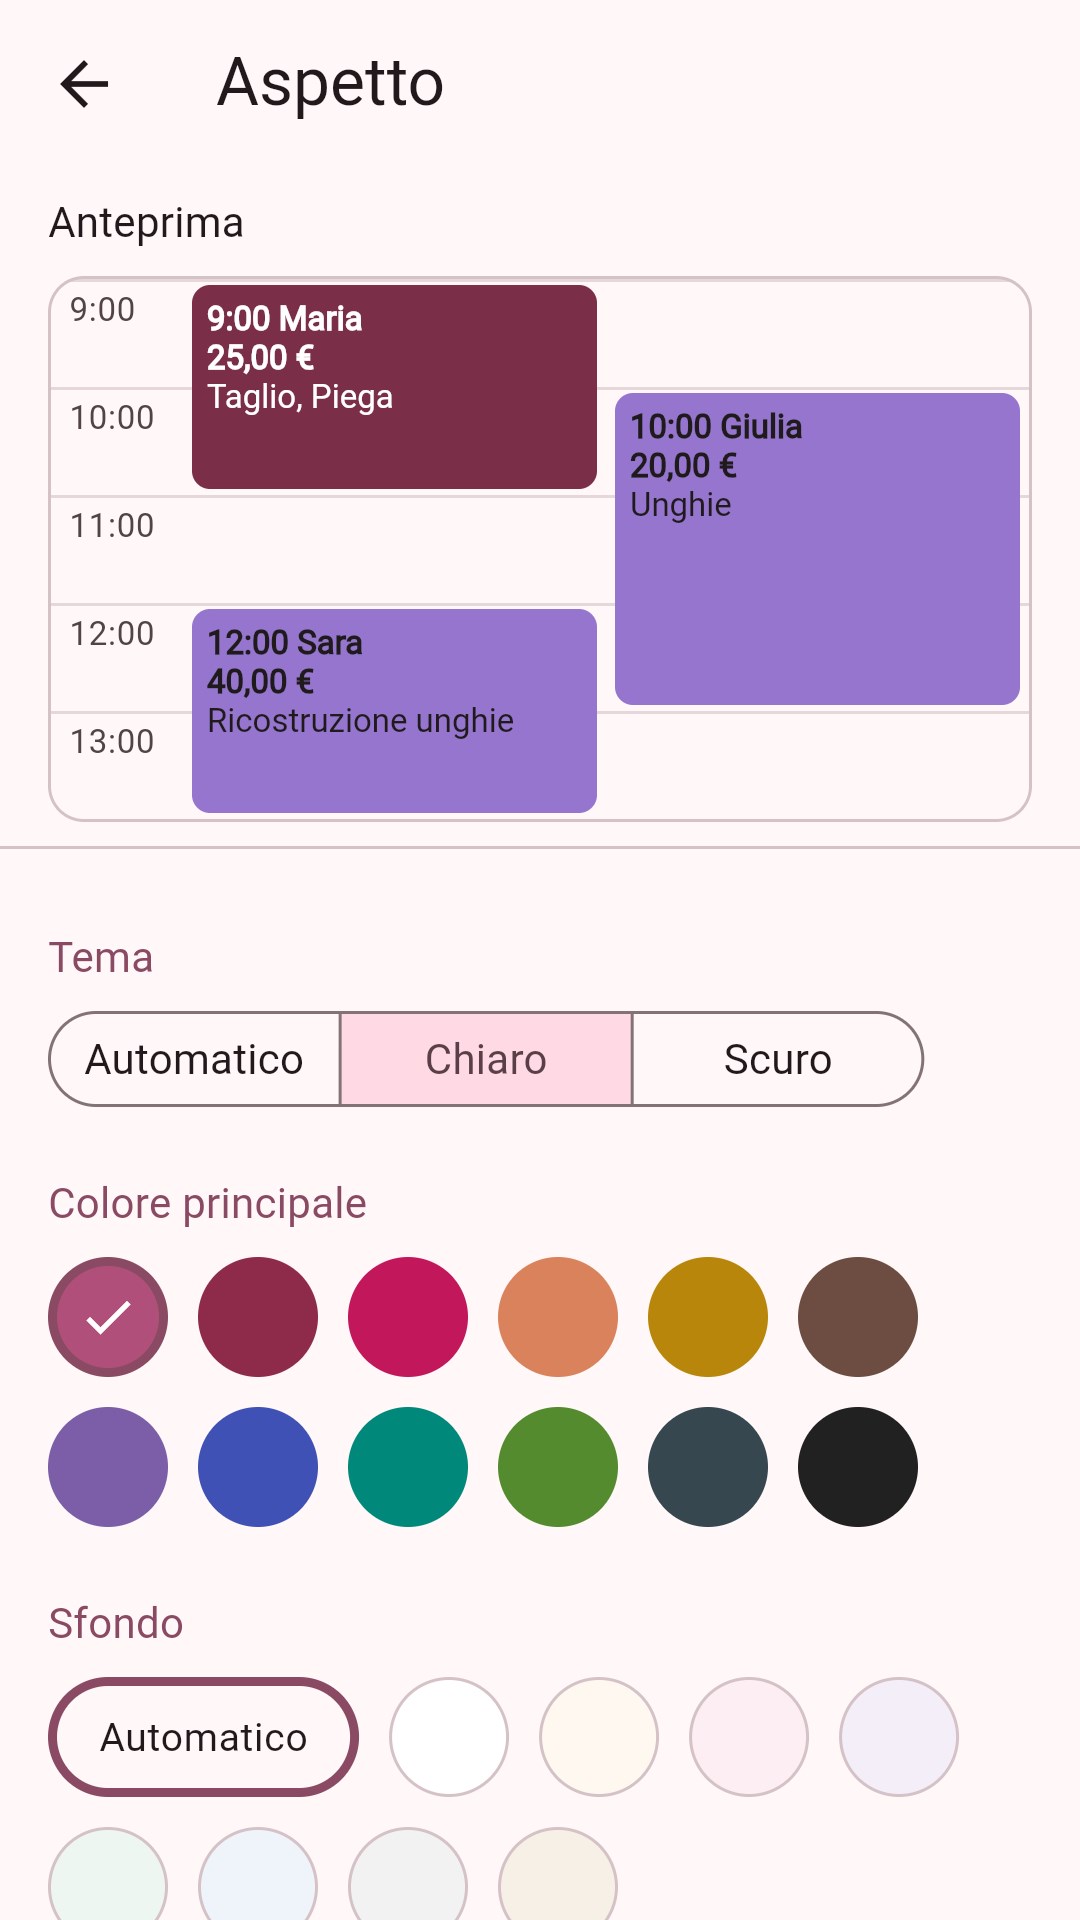 Aspetto
Anteprima
9:00
9:00 Maria
25,00 €
Taglio, Piega
10:00
10:00 Giulia
20,00 €
Unghie
11:00
12:00
12:00 Sara
40,00 €
Ricostruzione unghie
13:00
Tema
Automatico
Chiaro
Scuro
Colore principale
Sfondo
Automatico